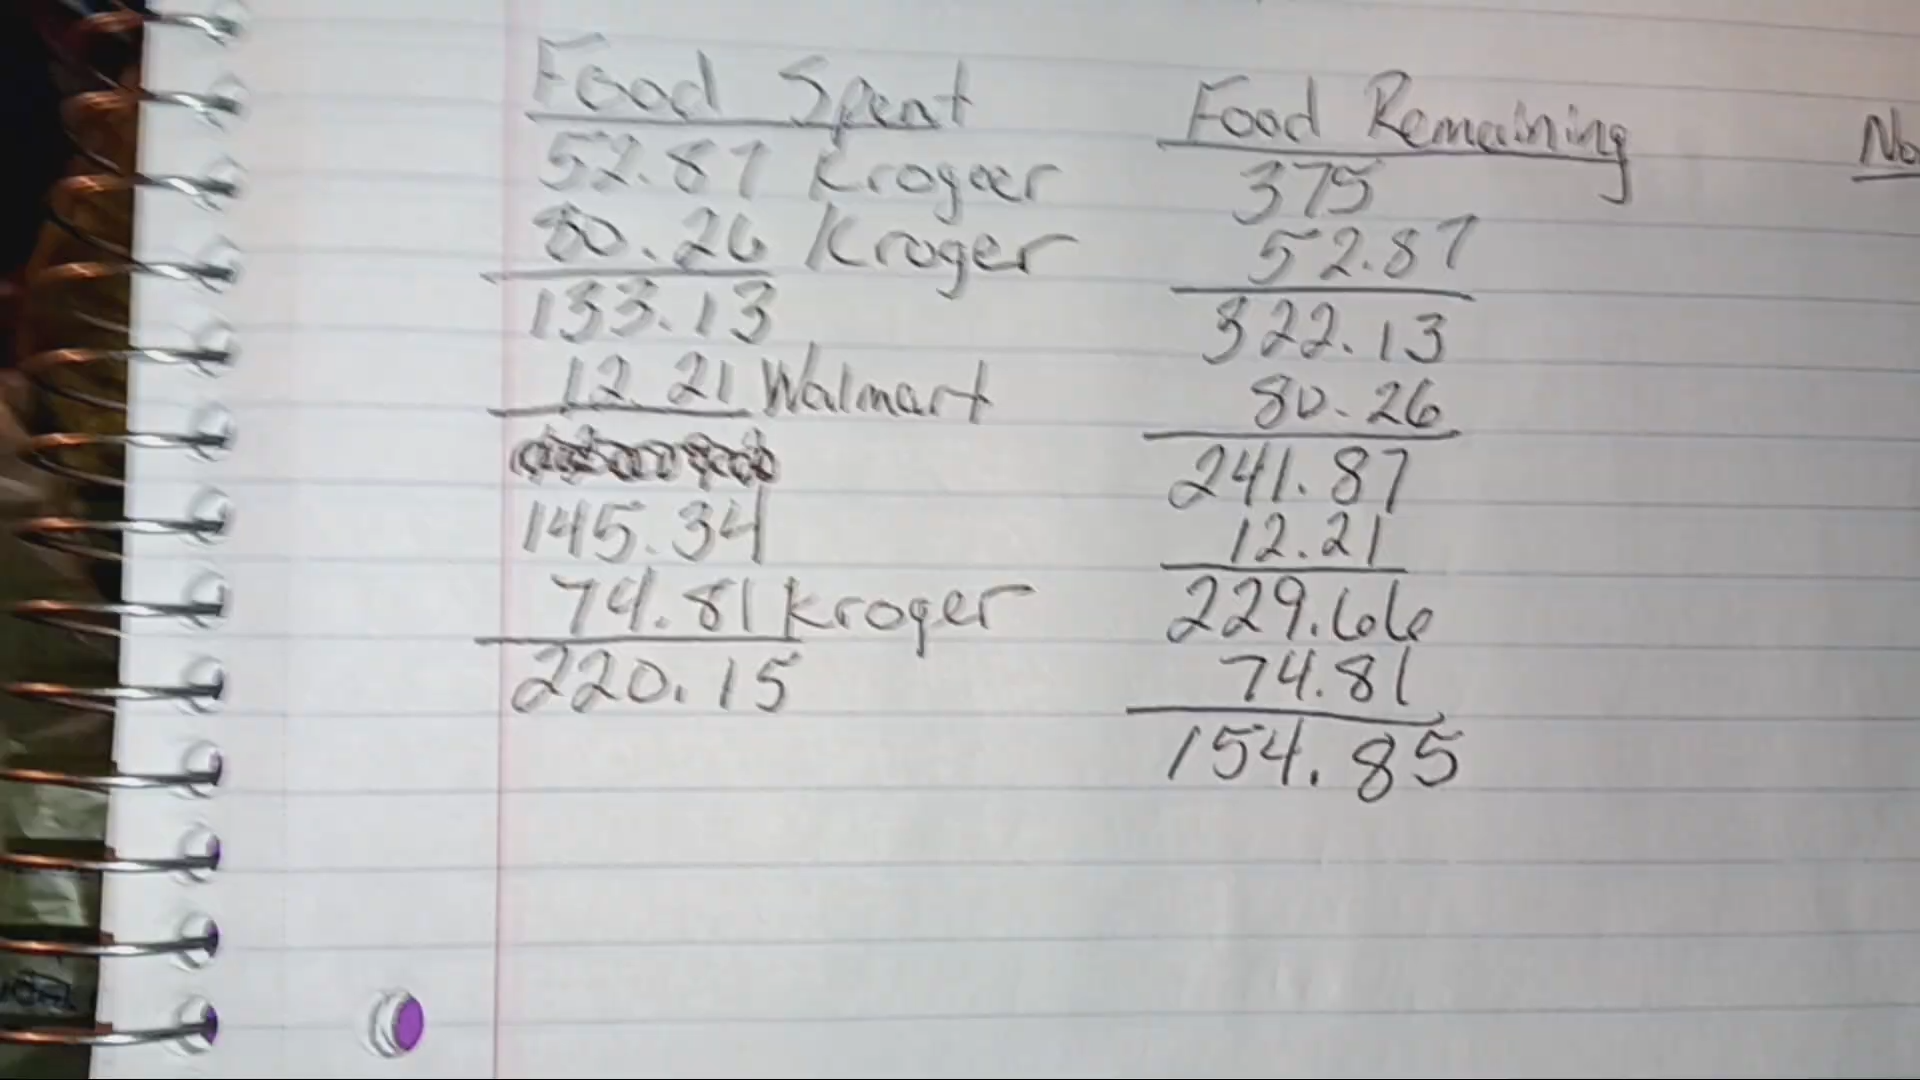 Food Spent
52.87 Krogeer
80.26 Kroger
133.13
12.21 Walmart
145.34
74.81 Kroger
220.15
Food Remaining
375
52.87
322.13
80.26
241.87
12.21
229.66
74.81
154.85
No